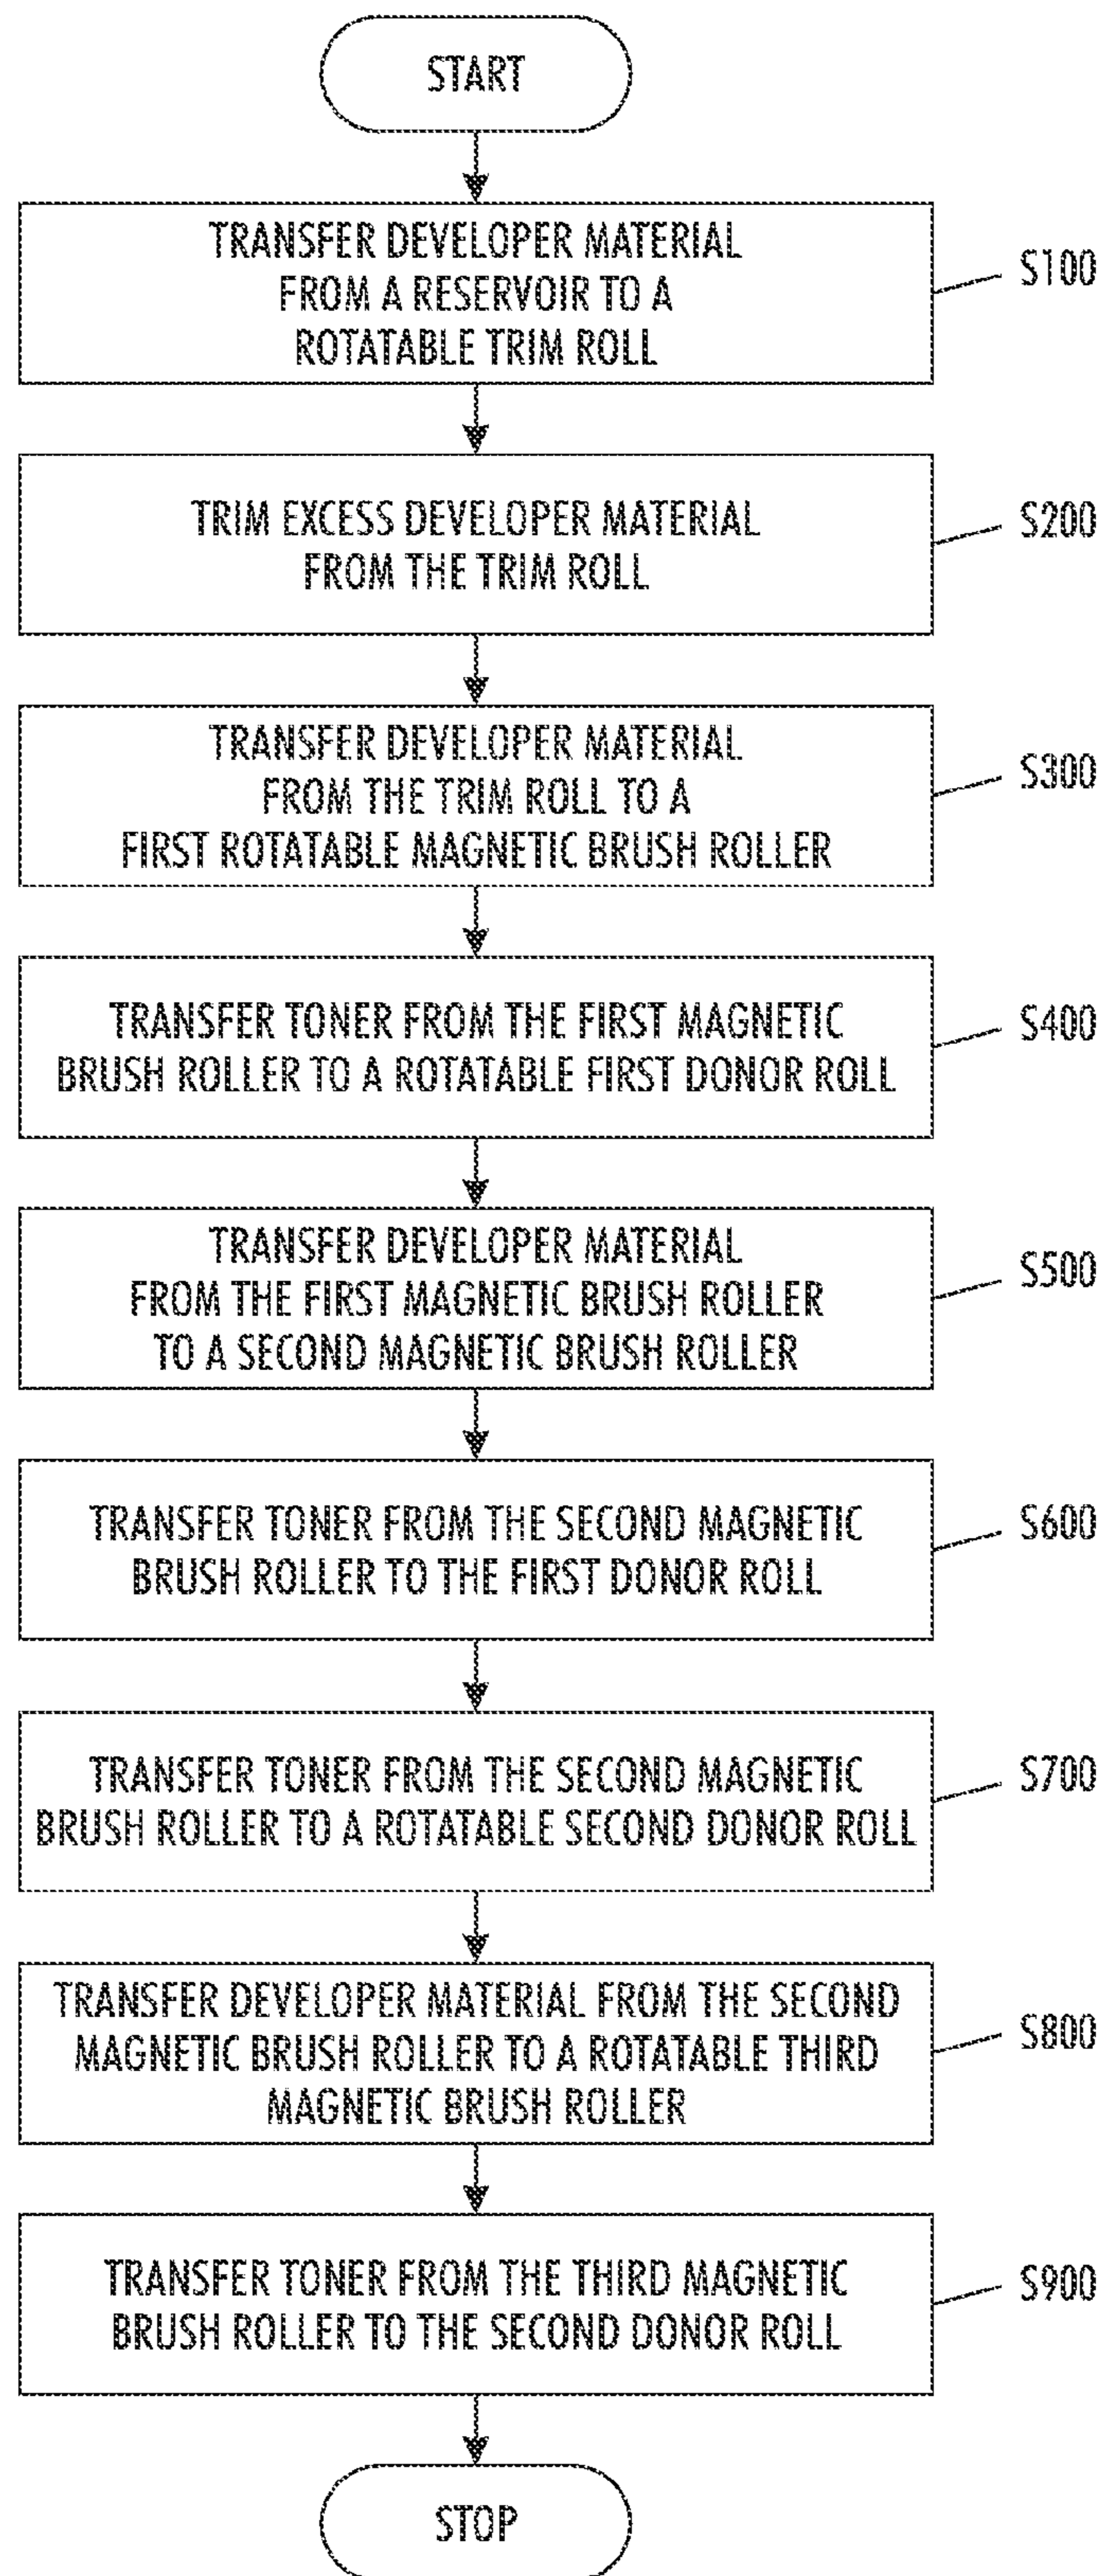 START
TRANSFER DEVELOPER MATERIAL
FROM A RESERVOIR TO A
ROTATABLE TRIM ROLL
S100
TRIM EXCESS DEVELOPER MATERIAL
FROM THE TRIM ROLL
S200
TRANSFER DEVELOPER MATERIAL
FROM THE TRIM ROLL TO A
FIRST ROTATABLE MAGNETIC BRUSH ROLLER
S300
TRANSFER TONER FROM THE FIRST MAGNETIC
BRUSH ROLLER TO A ROTATABLE FIRST DONOR ROLL
S400
TRANSFER DEVELOPER MATERIAL
FROM THE FIRST MAGNETIC BRUSH ROLLER
TO A SECOND MAGNETIC BRUSH ROLLER
S500
TRANSFER TONER FROM THE SECOND MAGNETIC
BRUSH ROLLER TO THE FIRST DONOR ROLL
S600
TRANSFER TONER FROM THE SECOND MAGNETIC
BRUSH ROLLER TO A ROTATABLE SECOND DONOR ROLL
S700
TRANSFER DEVELOPER MATERIAL FROM THE SECOND
MAGNETIC BRUSH ROLLER TO A ROTATABLE THIRD
MAGNETIC BRUSH ROLLER
S800
TRANSFER TONER FROM THE THIRD MAGNETIC
BRUSH ROLLER TO THE SECOND DONOR ROLL
S900
STOP